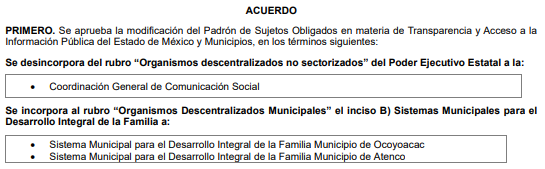 ACUERDO
PRIMERO. Se aprueba la modificación del Padrón de Sujetos Obligados en materia de Transparencia y Acceso a la
Información Pública del Estado de México y Municipios, en los términos siguientes:
Se desincorpora del rubro “Organismos descentralizados no sectorizados” del Poder Ejecutivo Estatal a la:
• Coordinación General de Comunicación Social
Se incorpora al rubro “Organismos Descentralizados Municipales” el inciso B) Sistemas Municipales para el
Desarrollo Integral de la Familia a:
• Sistema Municipal para el Desarrollo Integral de la Familia Municipio de Ocoyoacac
• Sistema Municipal para el Desarrollo Integral de la Familia Municipio de Atenco